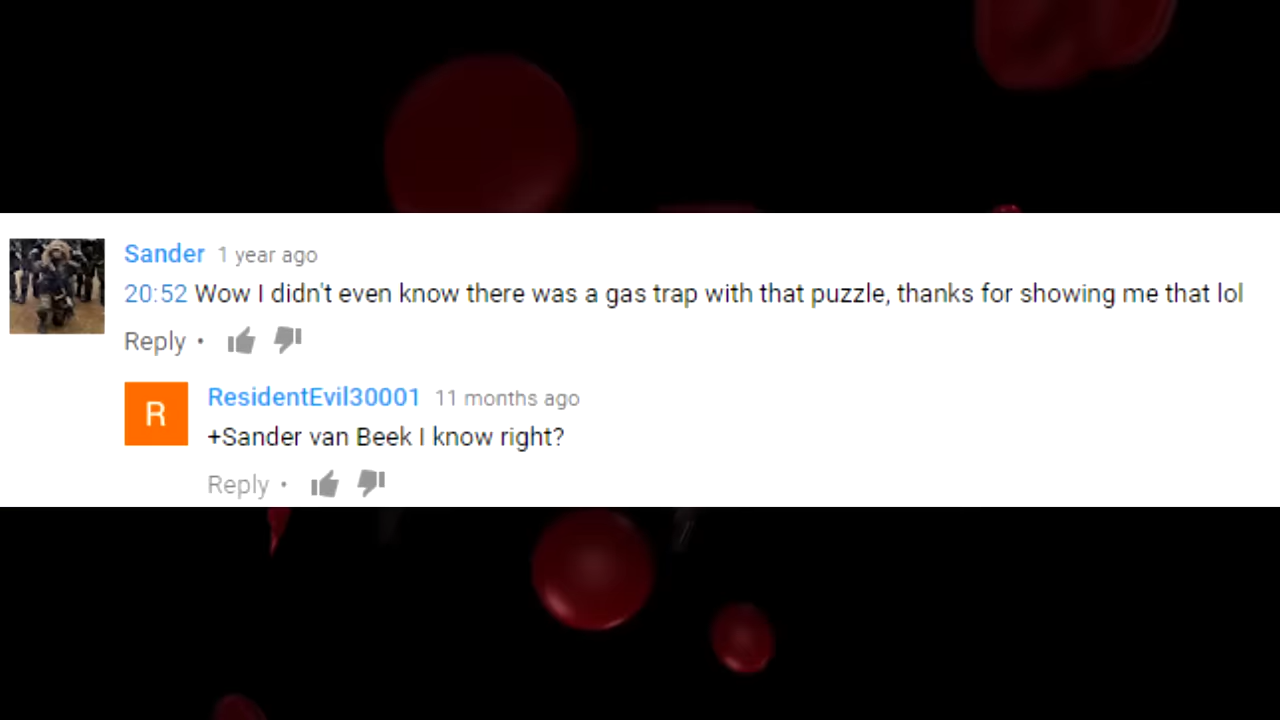 Sander 1 year ago
20:52 Wow I didn't even know there was a gas trap with that puzzle, thanks for showing me that lol
Reply •
R
ResidentEvil30001 11 months ago
+Sander van Beek I know right?
Reply •